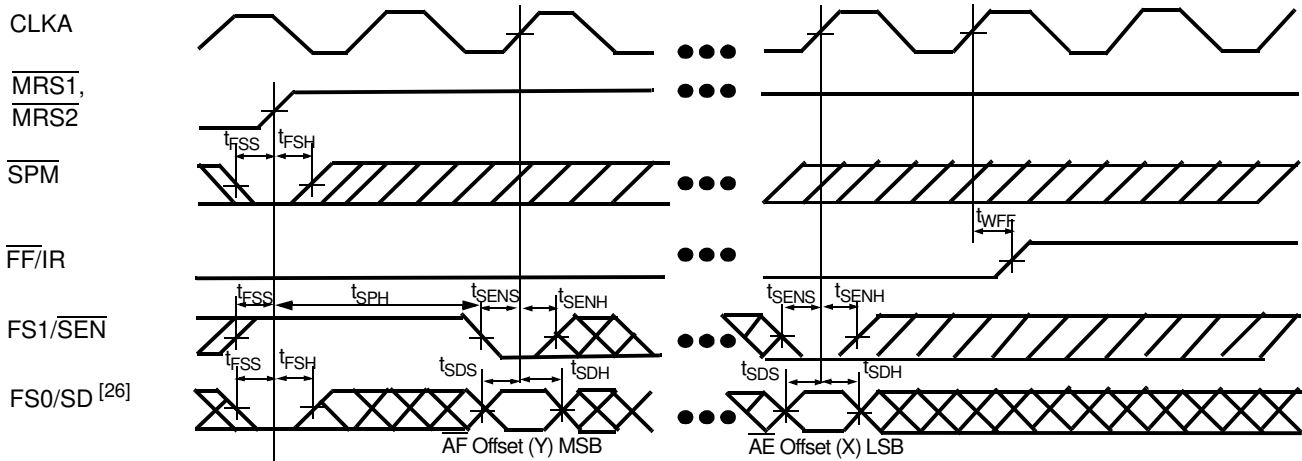 CLKA
MRS1,
MRS2
tFSS tFSH
SPM
tWFF
FF/IR
tFSS tSPH tSENS tSENH tSENS tSENH
FS1/SEN
tFSS tFSH tSDS tSDH tSDS tSDH
FS0/SD [26]
AF Offset (Y) MSB AE Offset (X) LSB